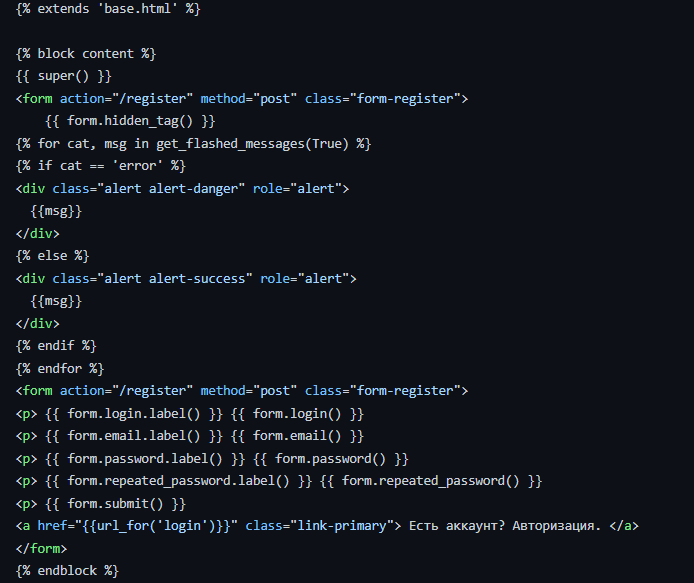 {% extends 'base.html' %}

{% block content %}
{{ super() }}
<form action="/register" method="post" class="form-register">
    {{ form.hidden_tag() }}
{% for cat, msg in get_flashed_messages(True) %}
{% if cat == 'error' %}
<div class="alert alert-danger" role="alert">
  {{msg}}
</div>
{% else %}
<div class="alert alert-success" role="alert">
  {{msg}}
</div>
{% endif %}
{% endfor %}
<form action="/register" method="post" class="form-register">
<p> {{ form.login.label() }} {{ form.login() }}
<p> {{ form.email.label() }} {{ form.email() }}
<p> {{ form.password.label() }} {{ form.password() }}
<p> {{ form.repeated_password.label() }} {{ form.repeated_password() }}
<p> {{ form.submit() }}
<a href="{{url_for('login')}}" class="link-primary"> Есть аккаунт? Авторизация. </a>
</form>
{% endblock %}